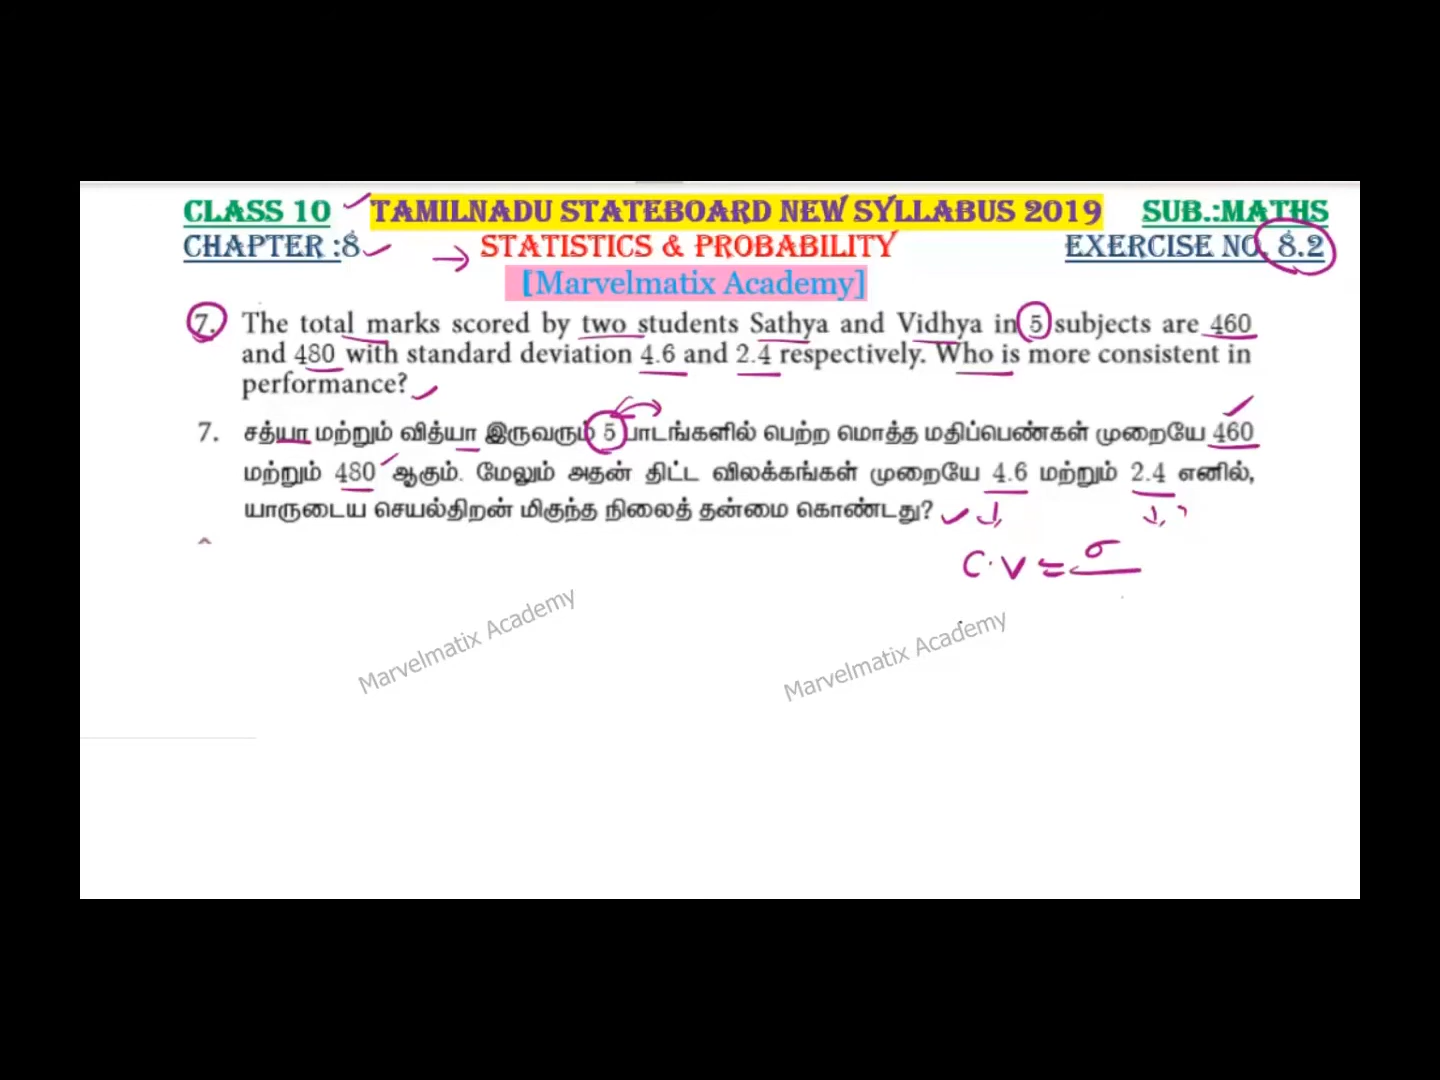 CLASS 10 TAMILNADU STATEBOARD NEW SYLLABUS 2019 SUB.:MATHS
CHAPTER :8 STATISTICS & PROBABILITY EXERCISE NO. 8.2
[Marvelmatix Academy]
7. The total marks scored by two students Sathya and Vidhya in 5 subjects are 460
and 480 with standard deviation 4.6 and 2.4 respectively. Who is more consistent in
performance?
7. சத்யா மற்றும் வித்யா இருவரும் 5 பாடங்களில் பெற்ற மொத்த மதிப்பெண்கள் முறையே 460
மற்றும் 480 ஆகும். மேலும் அதன் திட்ட விலக்கங்கள் முறையே 4.6 மற்றும் 2.4 எனில்,
யாருடைய செயல்திறன் மிகுந்த நிலைத் தன்மை கொண்டது?
C.V = σ
Marvelmatix Academy
Marvelmatix Academy